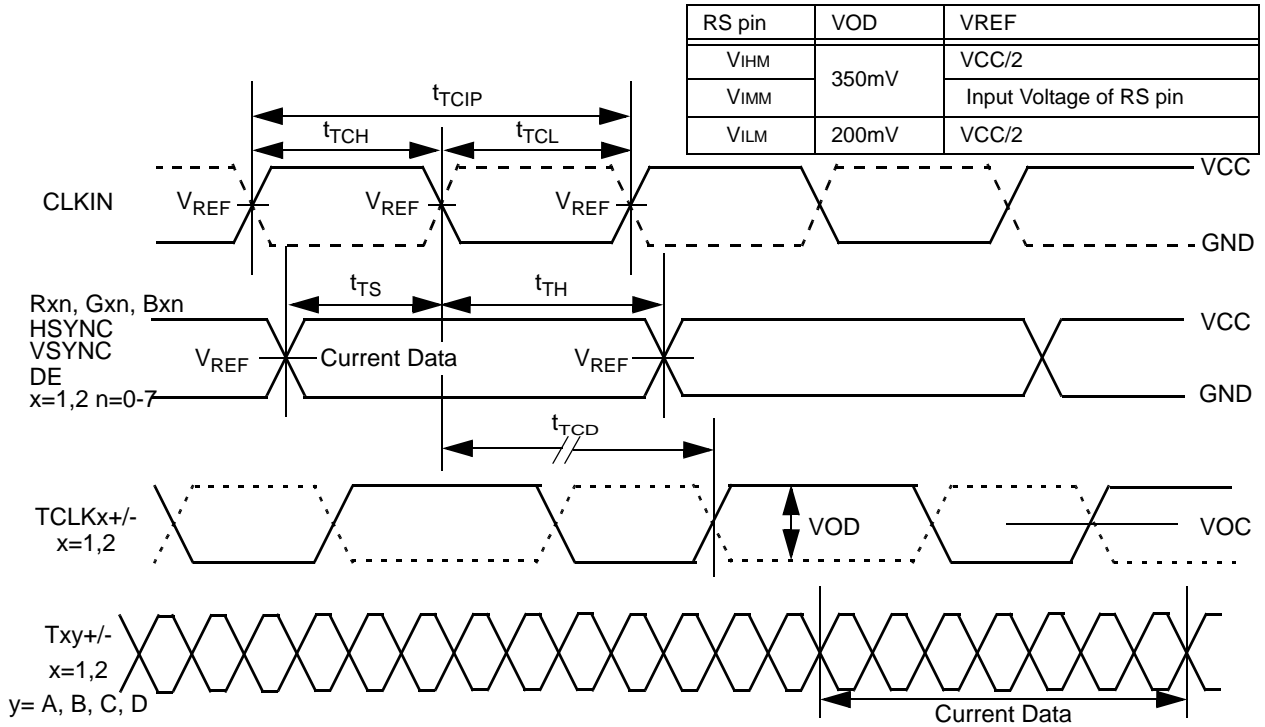 RS pin VOD VREF
VIHM 350mV VCC/2
VIMM Input Voltage of RS pin
VILM 200mV VCC/2
tTCIP
tTCH tTCL
VCC
CLKIN VREF VREF VREF
GND
tTS tTH
Rxn, Gxn, Bxn
HSYNC
VSYNC
DE
x=1,2 n=0-7
VCC
VREF Current Data VREF
GND
tTCD
TCLKx+/-
x=1,2
VOD
VOC
Txy+/-
x=1,2
y= A, B, C, D
Current Data